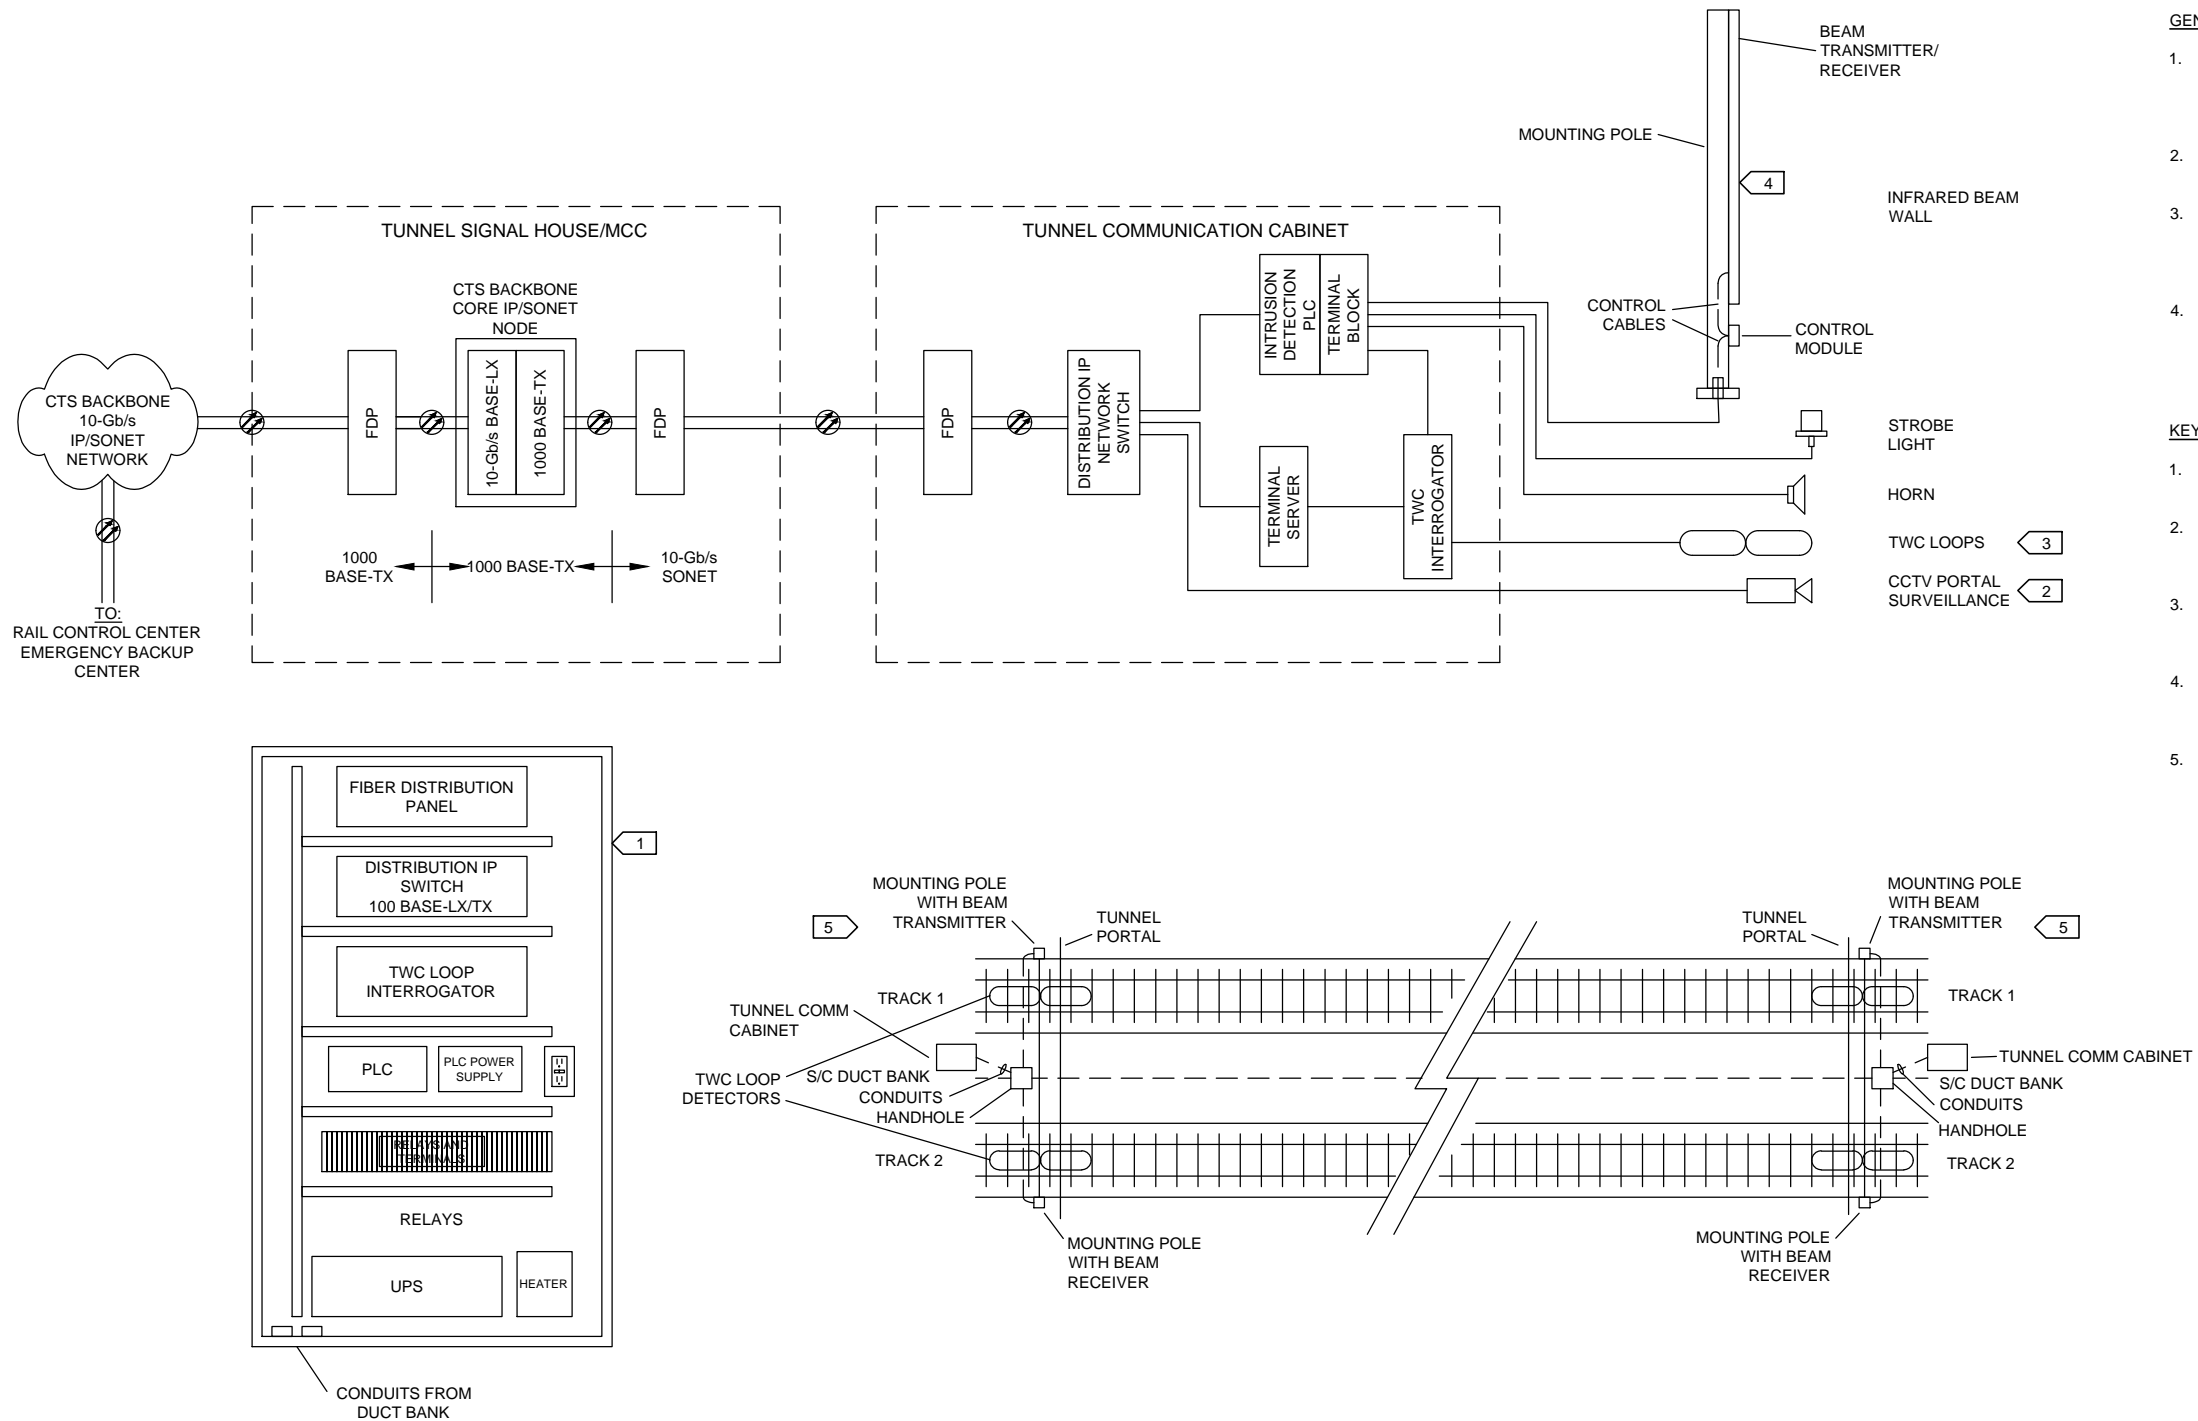 BEAM
TRANSMITTER/
RECEIVER
MOUNTING POLE
4
INFRARED BEAM
WALL
CONTROL
CABLES
CONTROL
MODULE
STROBE
LIGHT
HORN
TWC LOOPS
3
CCTV PORTAL
SURVEILLANCE
2
TUNNEL SIGNAL HOUSE/MCC
CTS BACKBONE
CORE IP/SONET
NODE
CTS BACKBONE
10-Gb/s
IP/SONET
NETWORK
FDP
10-Gb/s BASE-LX
1000 BASE-TX
FDP
1000
BASE-TX
1000 BASE-TX
10-Gb/s
SONET
TO:
RAIL CONTROL CENTER
EMERGENCY BACKUP
CENTER
TUNNEL COMMUNICATION CABINET
FDP
DISTRIBUTION IP
NETWORK
SWITCH
INTRUSION
DETECTION
PLC
TERMINAL
BLOCK
TERMINAL
SERVER
TWC
INTERROGATOR
FIBER DISTRIBUTION
PANEL
1
DISTRIBUTION IP
SWITCH
100 BASE-LX/TX
TWC LOOP
INTERROGATOR
PLC
PLC POWER
SUPPLY
RELAYS AND
TERMINALS
RELAYS
UPS
HEATER
CONDUITS FROM
DUCT BANK
5
MOUNTING POLE
WITH BEAM
TRANSMITTER
TUNNEL
PORTAL
TRACK 1
TUNNEL COMM
CABINET
TWC LOOP
DETECTORS
S/C DUCT BANK
CONDUITS
HANDHOLE
TRACK 2
MOUNTING POLE
WITH BEAM
RECEIVER
TUNNEL
PORTAL
MOUNTING POLE
WITH BEAM
TRANSMITTER
5
TRACK 1
TUNNEL COMM CABINET
S/C DUCT BANK
CONDUITS
HANDHOLE
TRACK 2
MOUNTING POLE
WITH BEAM
RECEIVER
GEN
1.
2.
3.
4.
KEY
1.
2.
3.
4.
5.